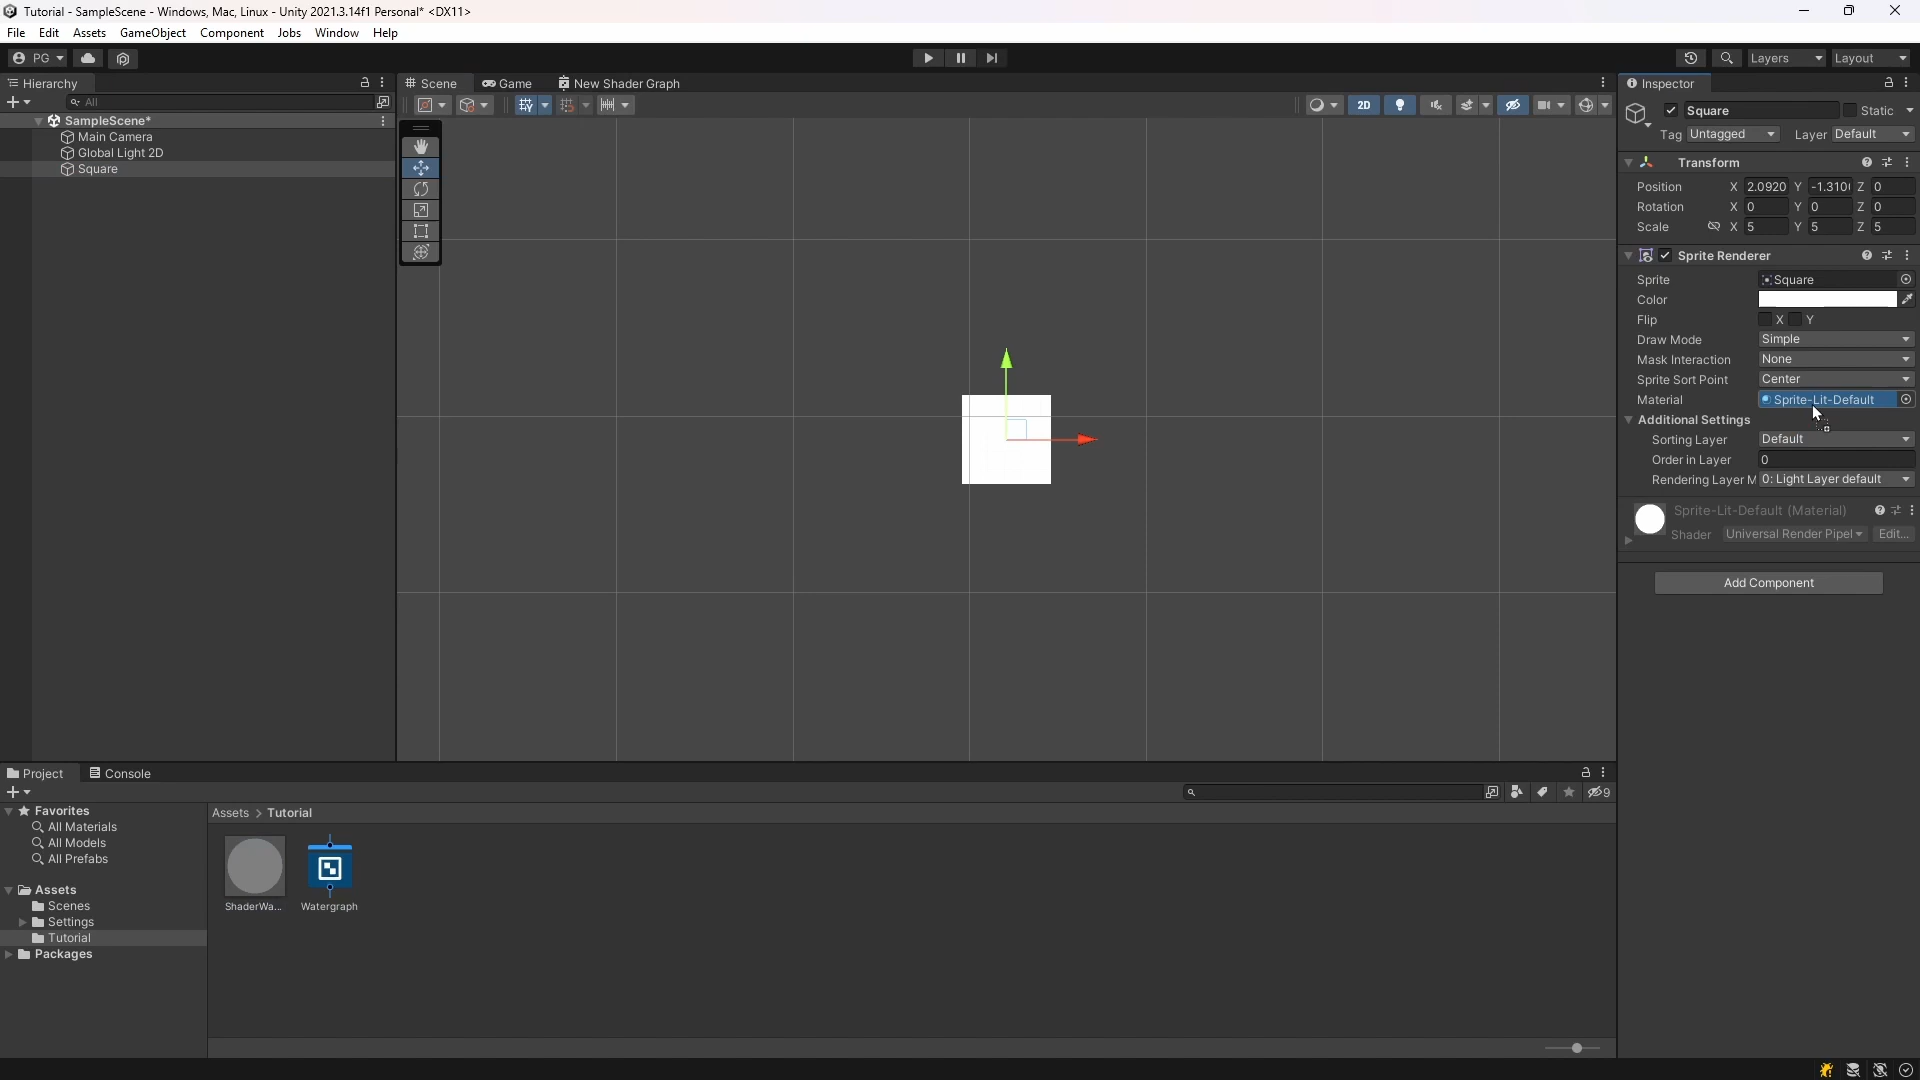 Tutorial - SampleScene - Windows, Mac, Linux - Unity 2021.3.14f1 Personal* <DX11>
File Edit Assets GameObject Component Jobs Window Help
PG Layers Layout
Hierarchy
All
SampleScene*
Main Camera
Global Light 2D
Square
Scene Game New Shader Graph
2D
Inspector
Square Static
Tag Untagged Layer Default
Transform
Position X 2.0920 Y -1.310 Z 0
Rotation X 0 Y 0 Z 0
Scale X 5 Y 5 Z 5
Sprite Renderer
Sprite Square
Color
Flip X Y
Draw Mode Simple
Mask Interaction None
Sprite Sort Point Center
Material Sprite-Lit-Default
Additional Settings
Sorting Layer Default
Order in Layer 0
Rendering Layer M 0: Light Layer default
Sprite-Lit-Default (Material)
Shader Universal Render Pipel Edit...
Add Component
Project Console
9
Favorites
All Materials
All Models
All Prefabs
Assets
Scenes
Settings
Tutorial
Packages
Assets > Tutorial
ShaderWa... Watergraph